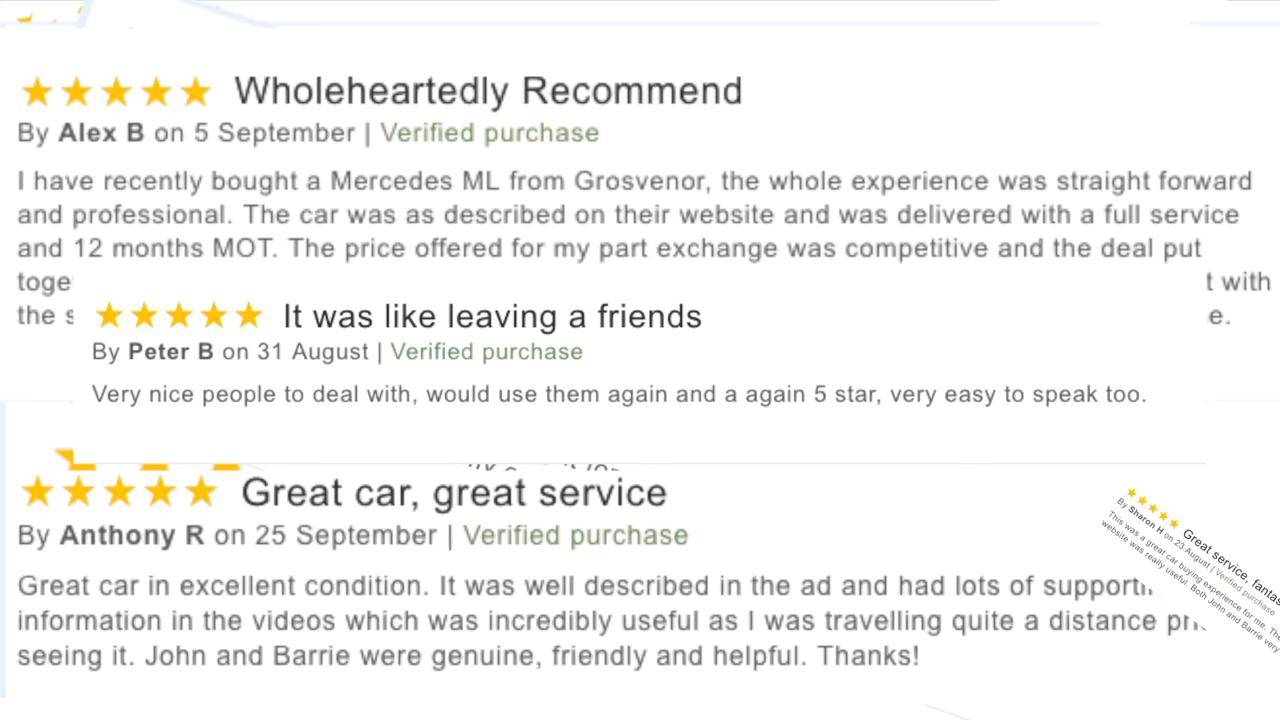 Wholeheartedly Recommend
By Alex B on 5 September | Verified purchase
I have recently bought a Mercedes ML from Grosvenor, the whole experience was straight forward
and professional. The car was as described on their website and was delivered with a full service
and 12 months MOT. The price offered for my part exchange was competitive and the deal put
with
the
It was like leaving a friends
By Peter B on 31 August | Verified purchase
Very nice people to deal with, would use them again and a again 5 star, very easy to speak too.
Great car, great service
By Anthony R on 25 September | Verified purchase
Great car in excellent condition. It was well described in the ad and had lots of
information in the videos which was incredibly useful as I was travelling quite a distance
seeing it. John and Barrie were genuine, friendly and helpful. Thanks!
Great service,
By Sharon H on 23 August | Verified purchase
This was a great car buying experience for me.
website was really useful. Both John and Barrie very